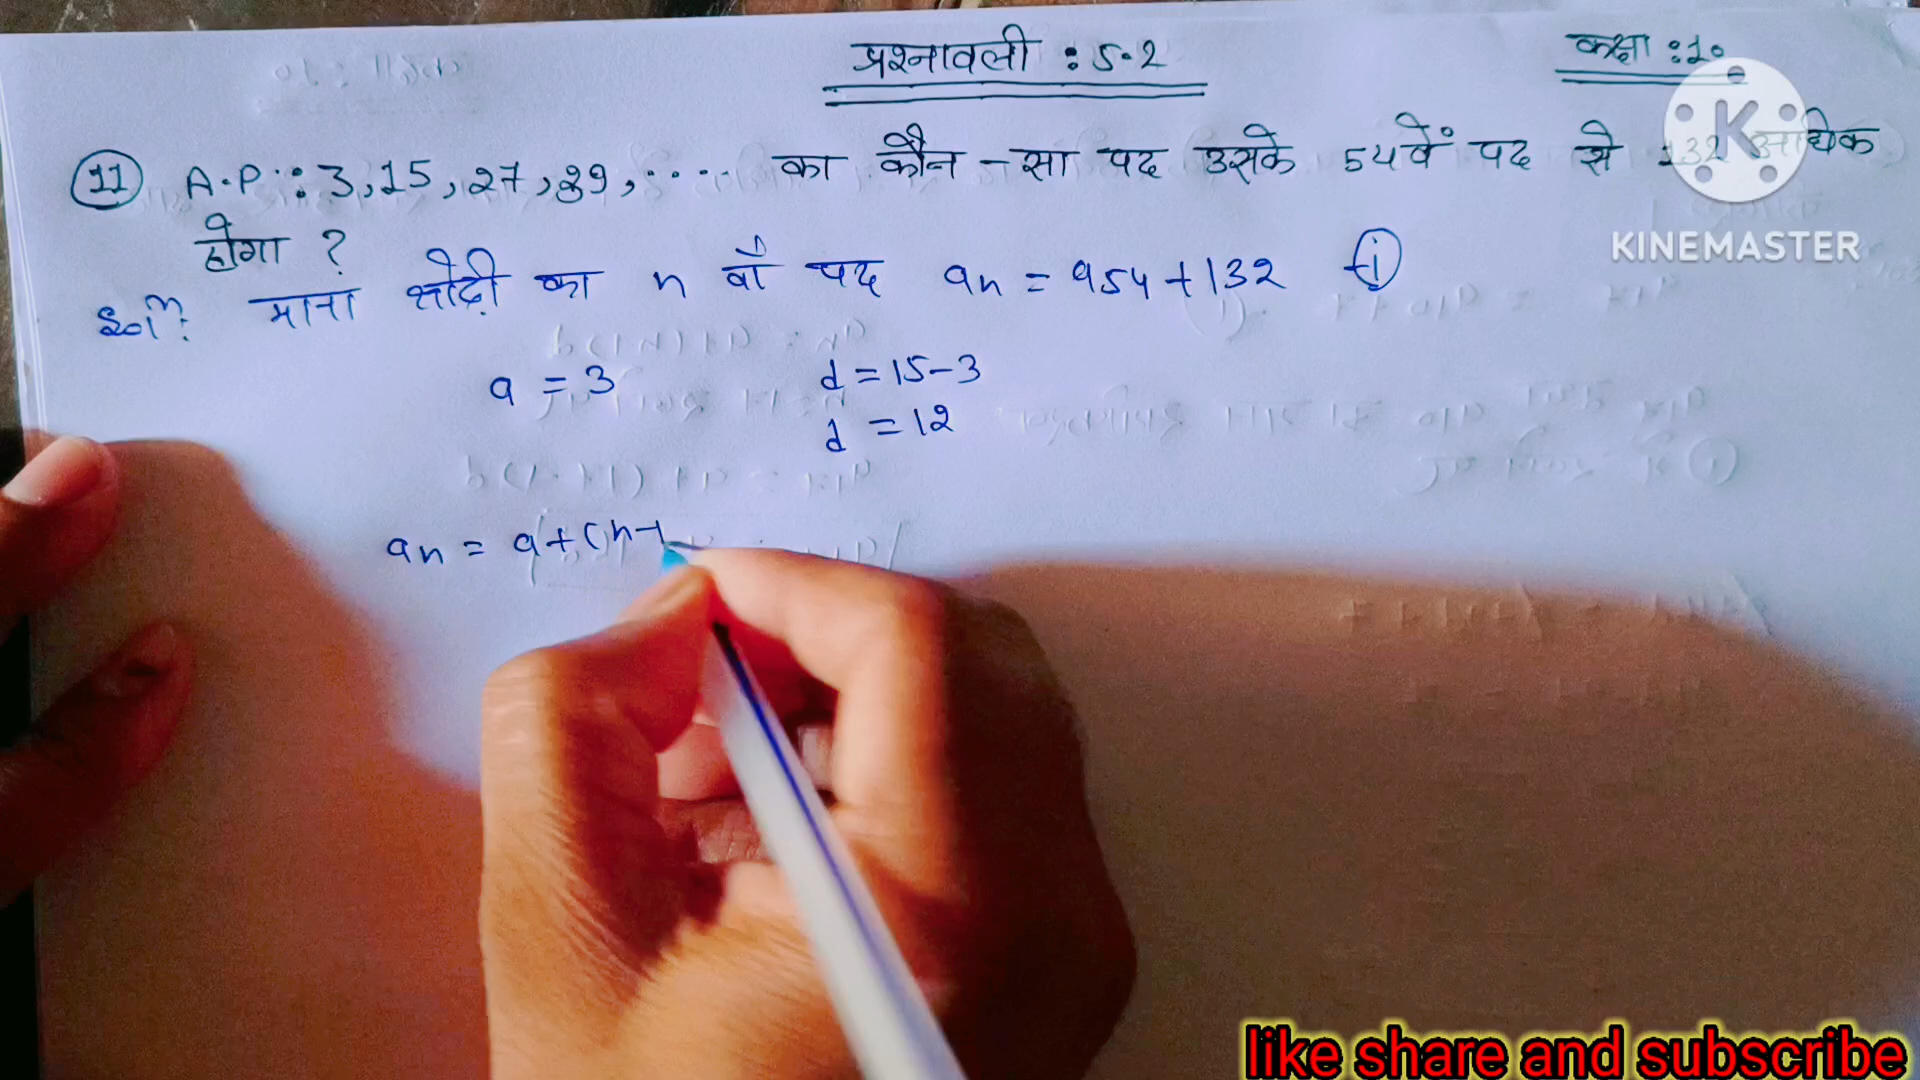 प्रश्नावली : 5.2
कक्षा : 10
(11) A.P.: 3, 15, 27, 39, .... का कौन-सा पद उसके 54वें पद से 132 अधिक
होगा ?
Solⁿ: माना श्रेढ़ी का n वाँ पद an = a54 + 132 -(i)
a = 3
d = 15-3
d = 12
an = a + (n-1
KINEMASTER
like share and subscribe